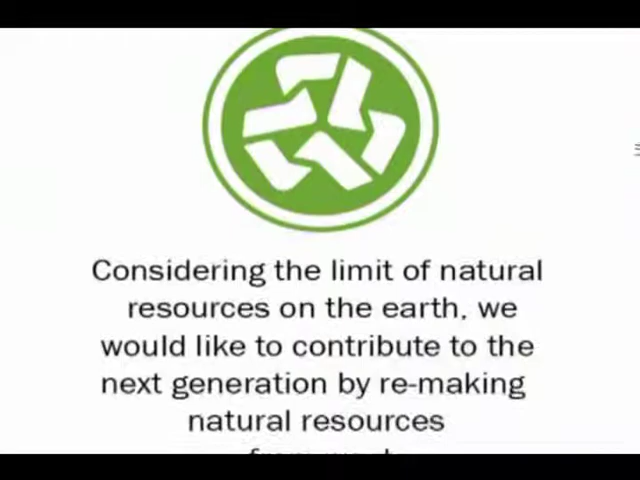 Considering the limit of natural
resources on the earth, we
would like to contribute to the
next generation by re-making
natural resources